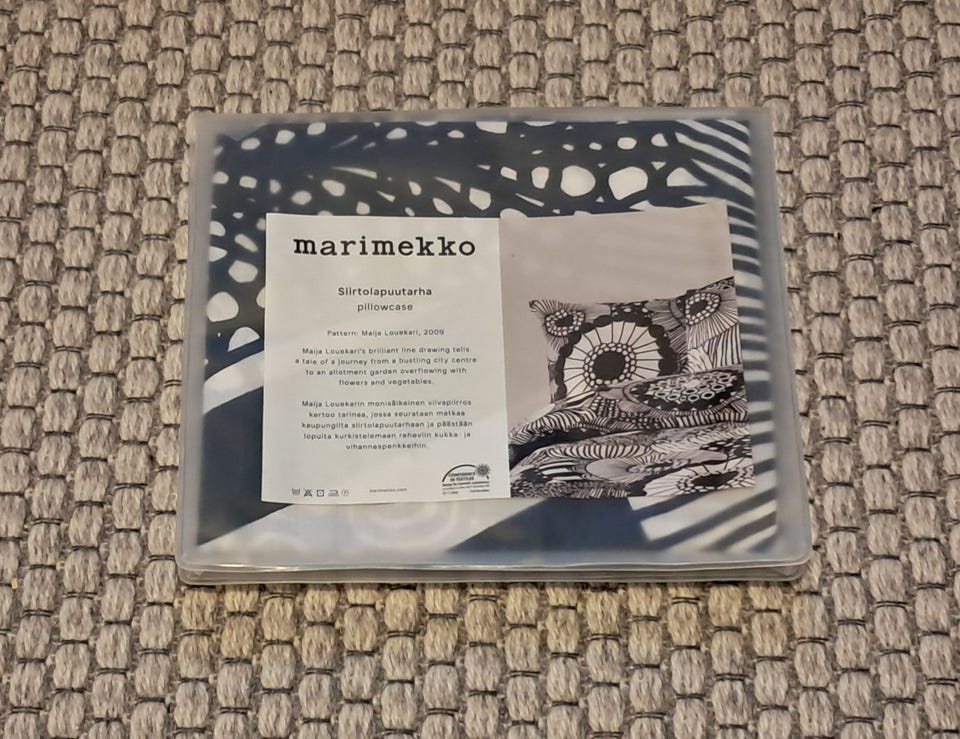 marimekko
Siirtolapuutarha
pillowcase
Pattern: Maija Louekari, 2009
Maija Louekari's brilliant line drawing tells
a tale of a journey from a bustling city centre
to an allotment garden overflowing with
flowers and vegetables.
Maija Louekarin monisäikeinen viivapiirros
kertoo tarinaa, jossa seurataan matkaa
kaupungilta siirtolapuutarhaan ja päästään
lopulta kurkistelemaan reheviin kukka- ja
vihannespenkkeihin.
CONFIDENCE
IN TEXTILES
marimekko.com